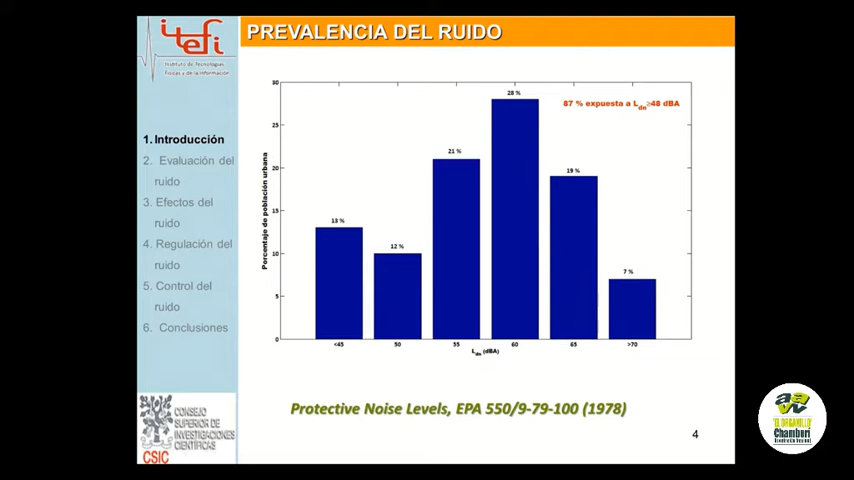 itefi
Instituto de Tecnologías
Físicas y de la Información
PREVALENCIA DEL RUIDO
1. Introducción
2. Evaluación del
ruido
3. Efectos del
ruido
4. Regulación del
ruido
5. Control del
ruido
6. Conclusiones
CONSEJO
SUPERIOR DE
INVESTIGACIONES
CIENTÍFICAS
CSIC
87 % expuesta a Ldn≥48 dBA
Porcentaje de población urbana
30
25
20
15
10
5
0
13 %
12 %
21 %
28 %
19 %
7 %
<45
50
55
60
65
>70
Ldn (dBA)
Protective Noise Levels, EPA 550/9-79-100 (1978)
4
"EL ORGANILLO"
Chamberí